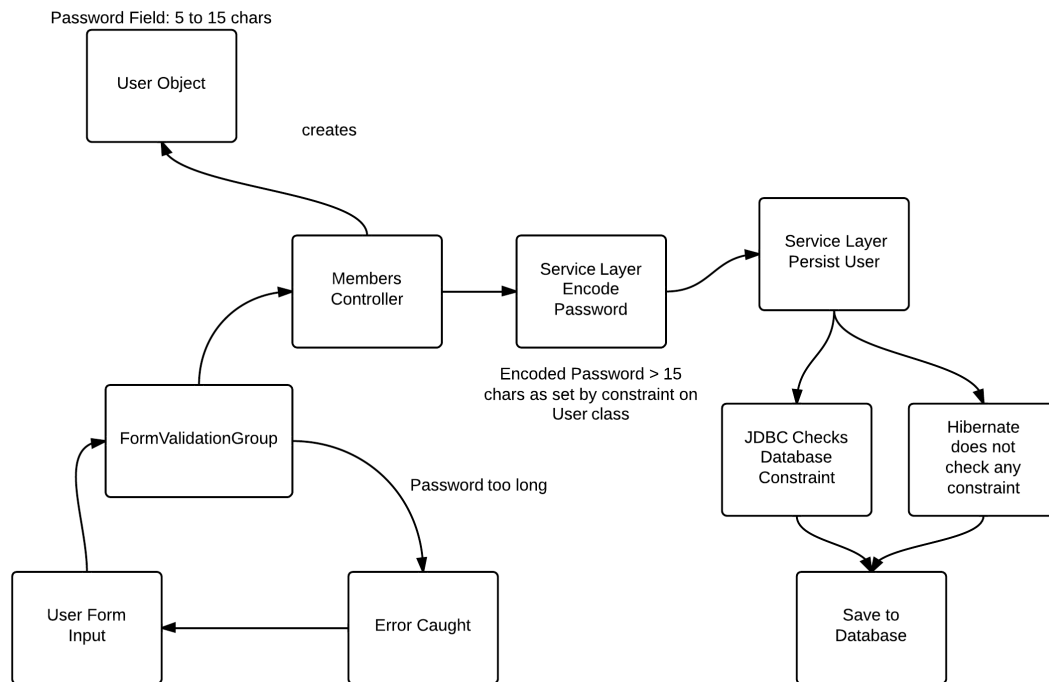 Password Field: 5 to 15 chars
User Object
creates
Members
Controller
Service Layer
Encode
Password
Service Layer
Persist User
Encoded Password > 15
chars as set by constraint on
User class
FormValidationGroup
Password too long
JDBC Checks
Database
Constraint
Hibernate
does not
check any
constraint
User Form
Input
Error Caught
Save to
Database